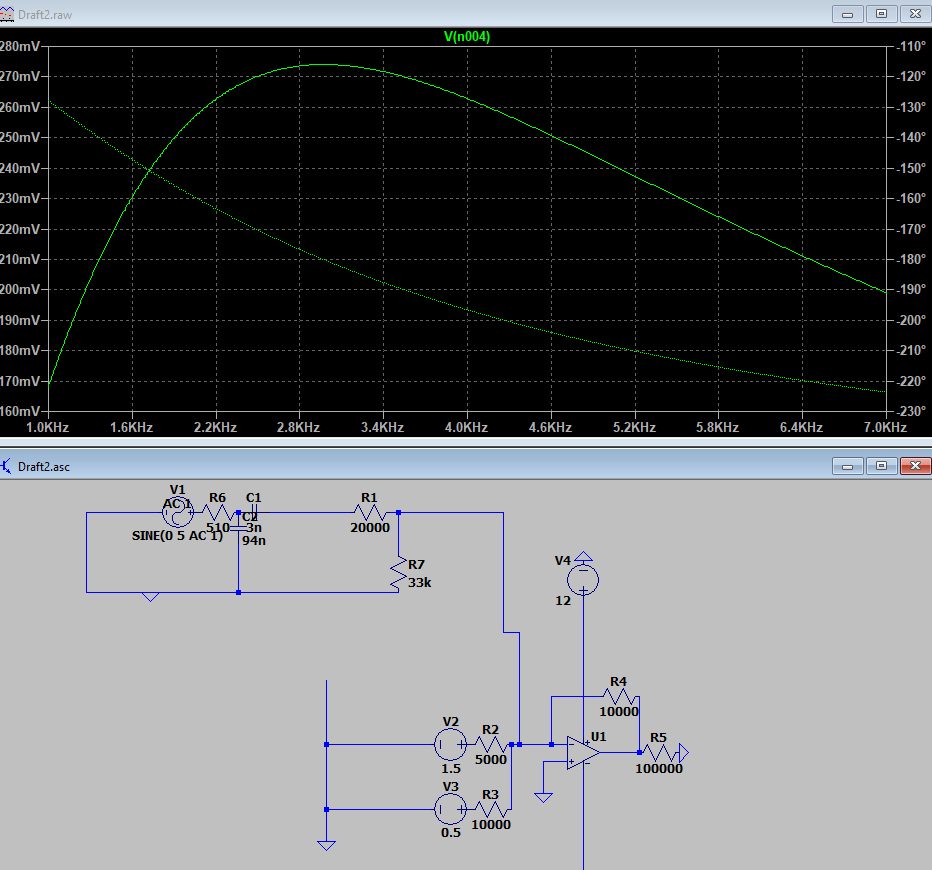 Draft2.raw
V(n004)
280mV
270mV
260mV
250mV
240mV
230mV
220mV
210mV
200mV
190mV
180mV
170mV
160mV
-110°
-120°
-130°
-140°
-150°
-160°
-170°
-180°
-190°
-200°
-210°
-220°
-230°
1.0KHz
1.6KHz
2.2KHz
2.8KHz
3.4KHz
4.0KHz
4.6KHz
5.2KHz
5.8KHz
6.4KHz
7.0KHz
Draft2.asc
V1
AC 1
SINE(0 5 AC 1)
R6
510
C1
3n
C2
94n
R1
20000
R7
33k
V4
12
R4
10000
U1
R5
100000
V2
1.5
R2
5000
V3
0.5
R3
10000